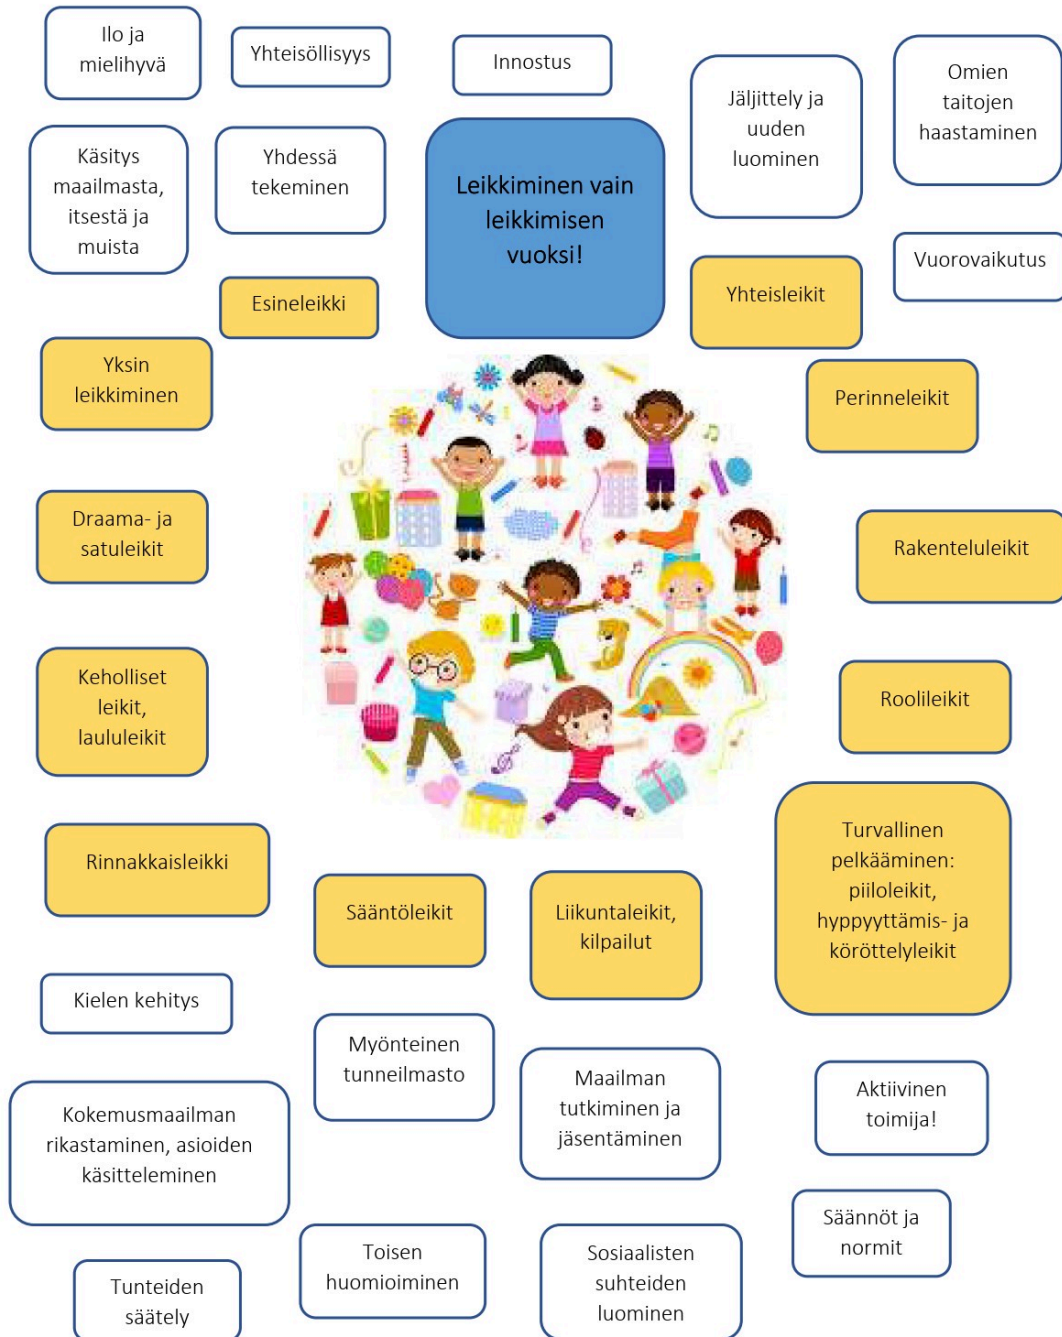 Ilo ja
mielihyvä
Yhteisöllisyys
Innostus
Jäljittely ja
uuden
luominen
Omien
taitojen
haastaminen
Käsitys
maailmasta,
itsestä ja
muista
Yhdessä
tekeminen
Leikkiminen vain
leikkimisen
vuoksi!
Vuorovaikutus
Esineleikki
Yhteisleikit
Yksin
leikkiminen
Perinneleikit
Draama- ja
satuleikit
Rakenteluleikit
Keholliset
leikit,
laululeikit
Roolileikit
Rinnakkaisleikki
Sääntöleikit
Liikuntaleikit,
kilpailut
Turvallinen
pelkääminen:
piiloleikit,
hyppyyttämis- ja
köröttelyleikit
Kielen kehitys
Myönteinen
tunneilmasto
Maailman
tutkiminen ja
jäsentäminen
Aktiivinen
toimija!
Kokemusmaailman
rikastaminen, asioiden
käsitteleminen
Säännöt ja
normit
Tunteiden
säätely
Toisen
huomioiminen
Sosiaalisten
suhteiden
luominen